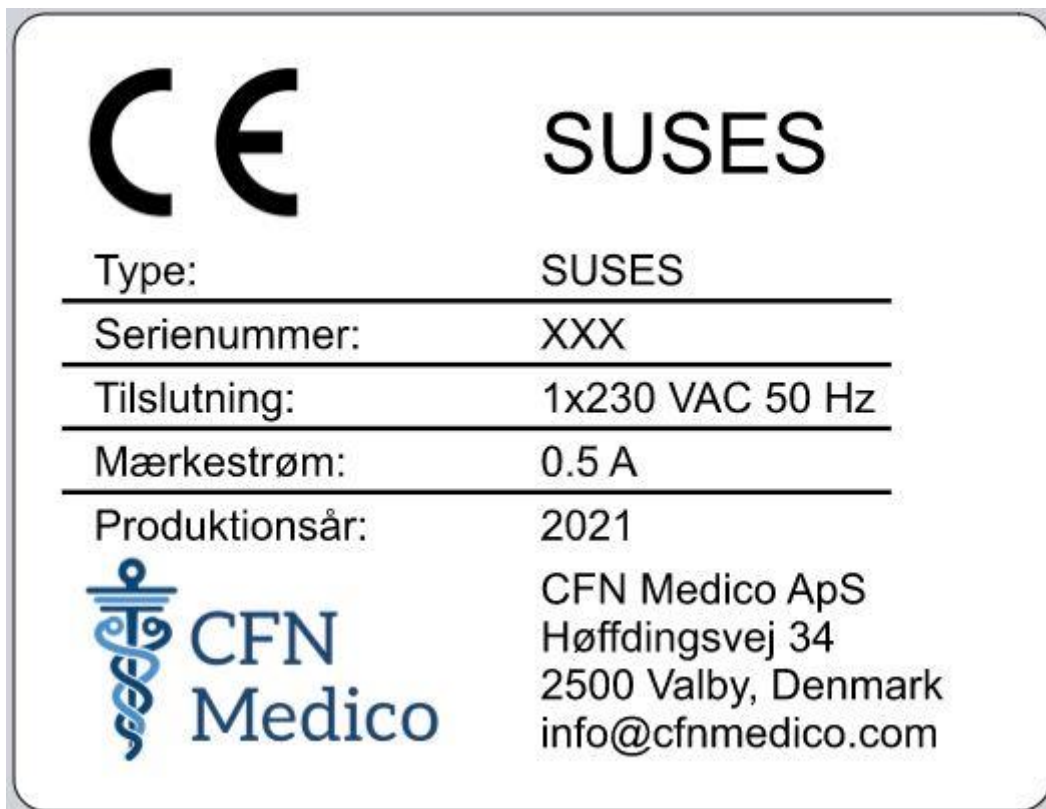 CE SUSES
Type: SUSES
Serienummer: XXX
Tilslutning: 1x230 VAC 50 Hz
Mærkestrøm: 0.5 A
Produktionsår: 2021
CFN
Medico
CFN Medico ApS
Høffdingsvej 34
2500 Valby, Denmark
info@cfnmedico.com